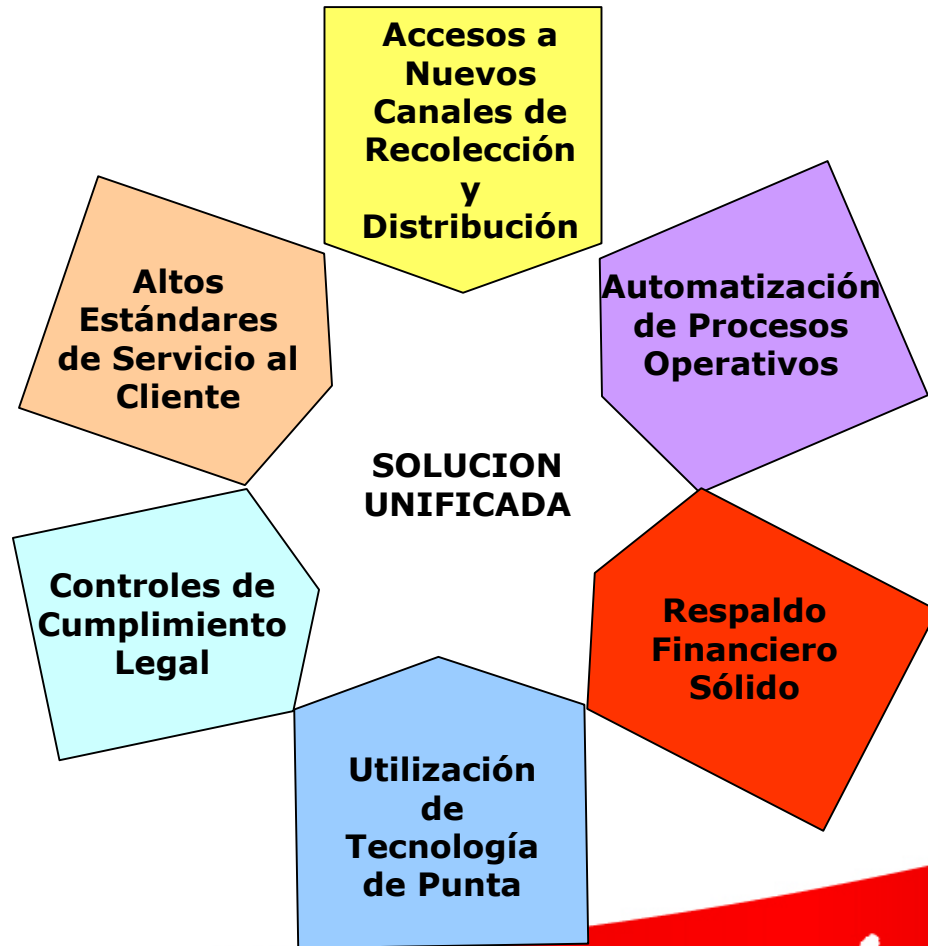 Accesos a
Nuevos
Canales de
Recolección
y
Distribución
Automatización
de Procesos
Operativos
Respaldo
Financiero
Sólido
Utilización
de
Tecnología
de Punta
Controles de
Cumplimiento
Legal
Altos
Estándares
de Servicio al
Cliente
SOLUCION
UNIFICADA